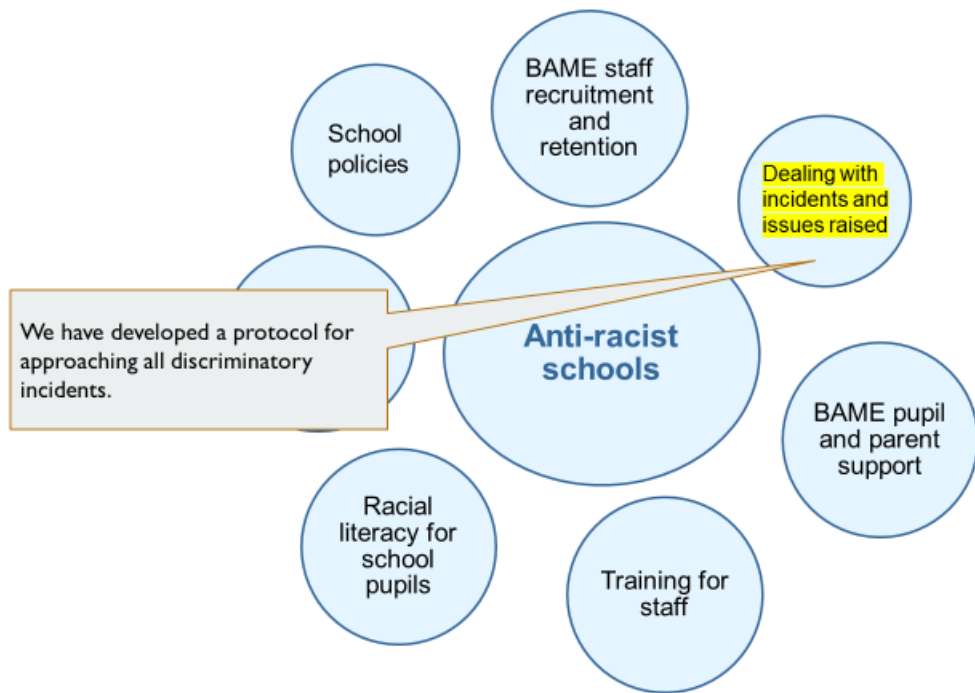 BAME staff
recruitment
and
retention
School
policies
Dealing with
incidents and
issues raised
We have developed a protocol for
approaching all discriminatory
incidents.
Anti-racist
schools
BAME pupil
and parent
support
Racial
literacy for
school
pupils
Training for
staff